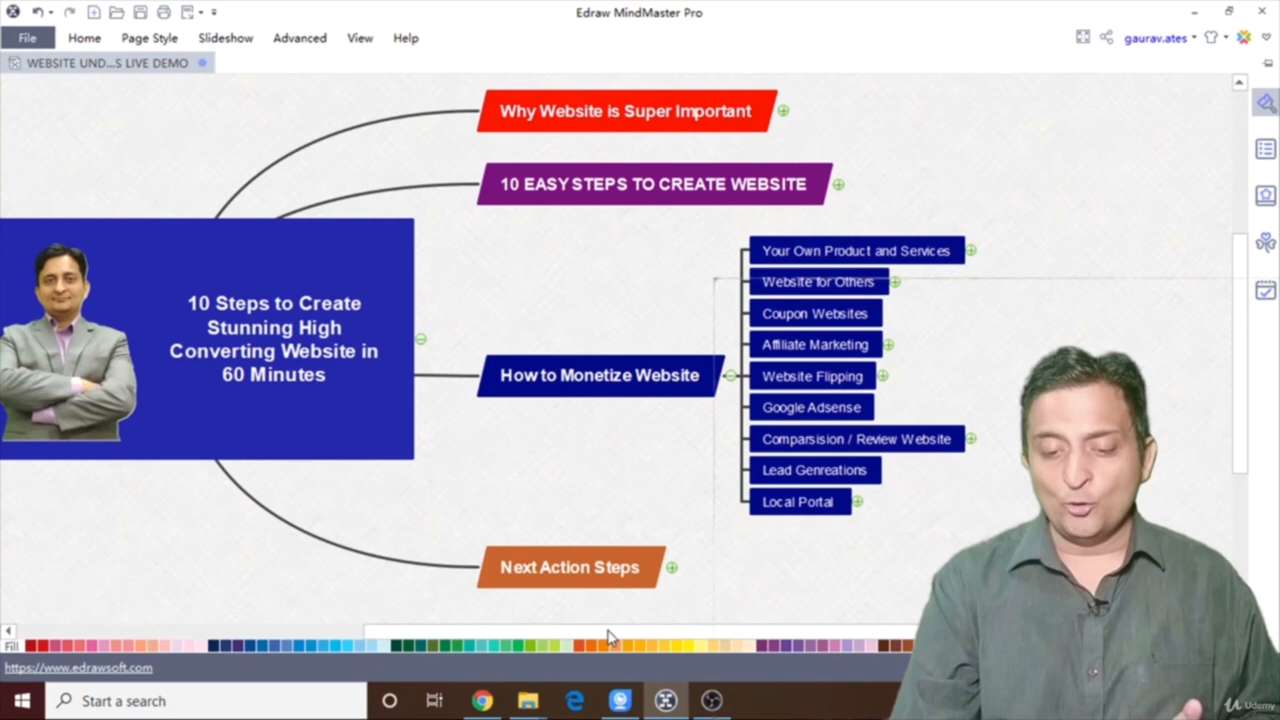 Edraw MindMaster Pro
File Home Page Style Slideshow Advanced View Help
gaurav.ates
WEBSITE UND...S LIVE DEMO
Why Website is Super Important
10 EASY STEPS TO CREATE WEBSITE
10 Steps to Create
Stunning High
Converting Website in
60 Minutes
How to Monetize Website
Your Own Product and Services
Website for Others
Coupon Websites
Affiliate Marketing
Website Flipping
Google Adsense
Comparsision / Review Website
Lead Genreations
Local Portal
Next Action Steps
Fill
https://www.edrawsoft.com
Start a search
Udemy